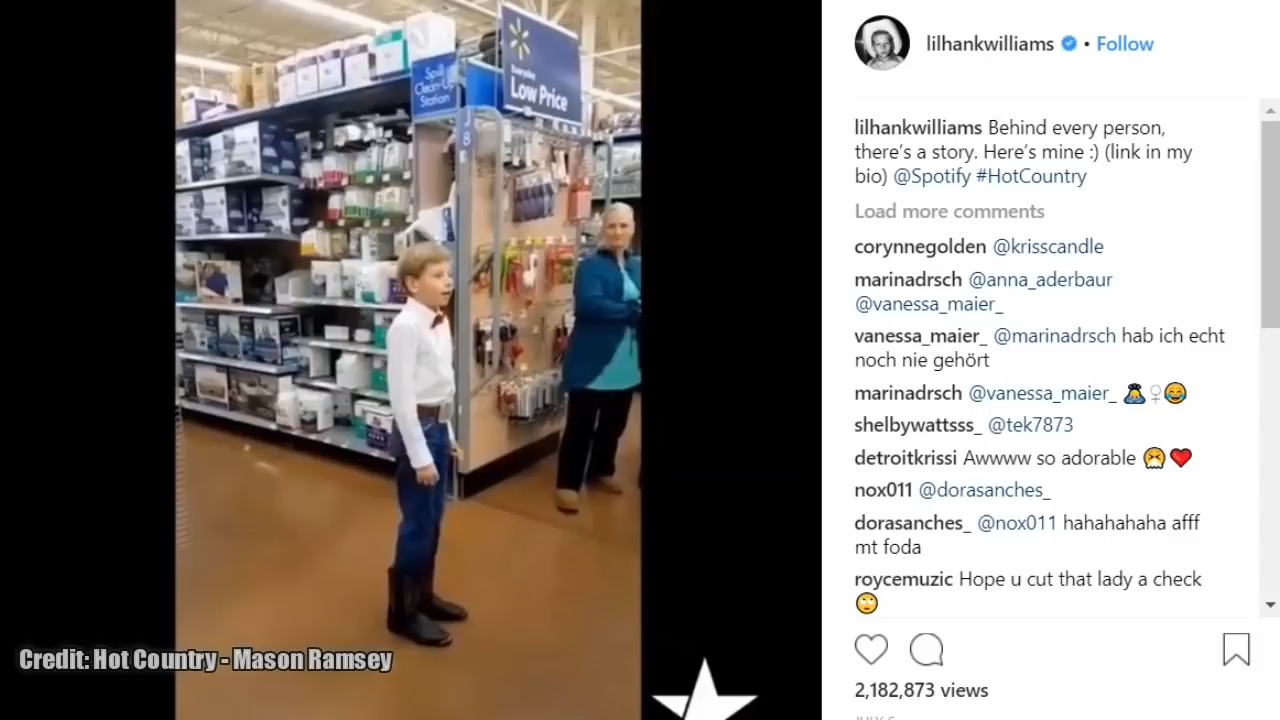 Spill
Clean-Up
Station
Everyday
Low Price
J
8
Credit: Hot Country - Mason Ramsey
lilhankwilliams • Follow
lilhankwilliams Behind every person,
there's a story. Here's mine :) (link in my
bio) @Spotify #HotCountry
Load more comments
corynnegolden @krisscandle
marinadrsch @anna_aderbaur
@vanessa_maier_
vanessa_maier_ @marinadrsch hab ich echt
noch nie gehört
marinadrsch @vanessa_maier_ 🙇‍♀️😂
shelbywattsss_ @tek7873
detroitkrissi Awwww so adorable 😤❤️
nox011 @dorasanches_
dorasanches_ @nox011 hahahahaha afff
mt foda
roycemuzic Hope u cut that lady a check
🙄
2,182,873 views